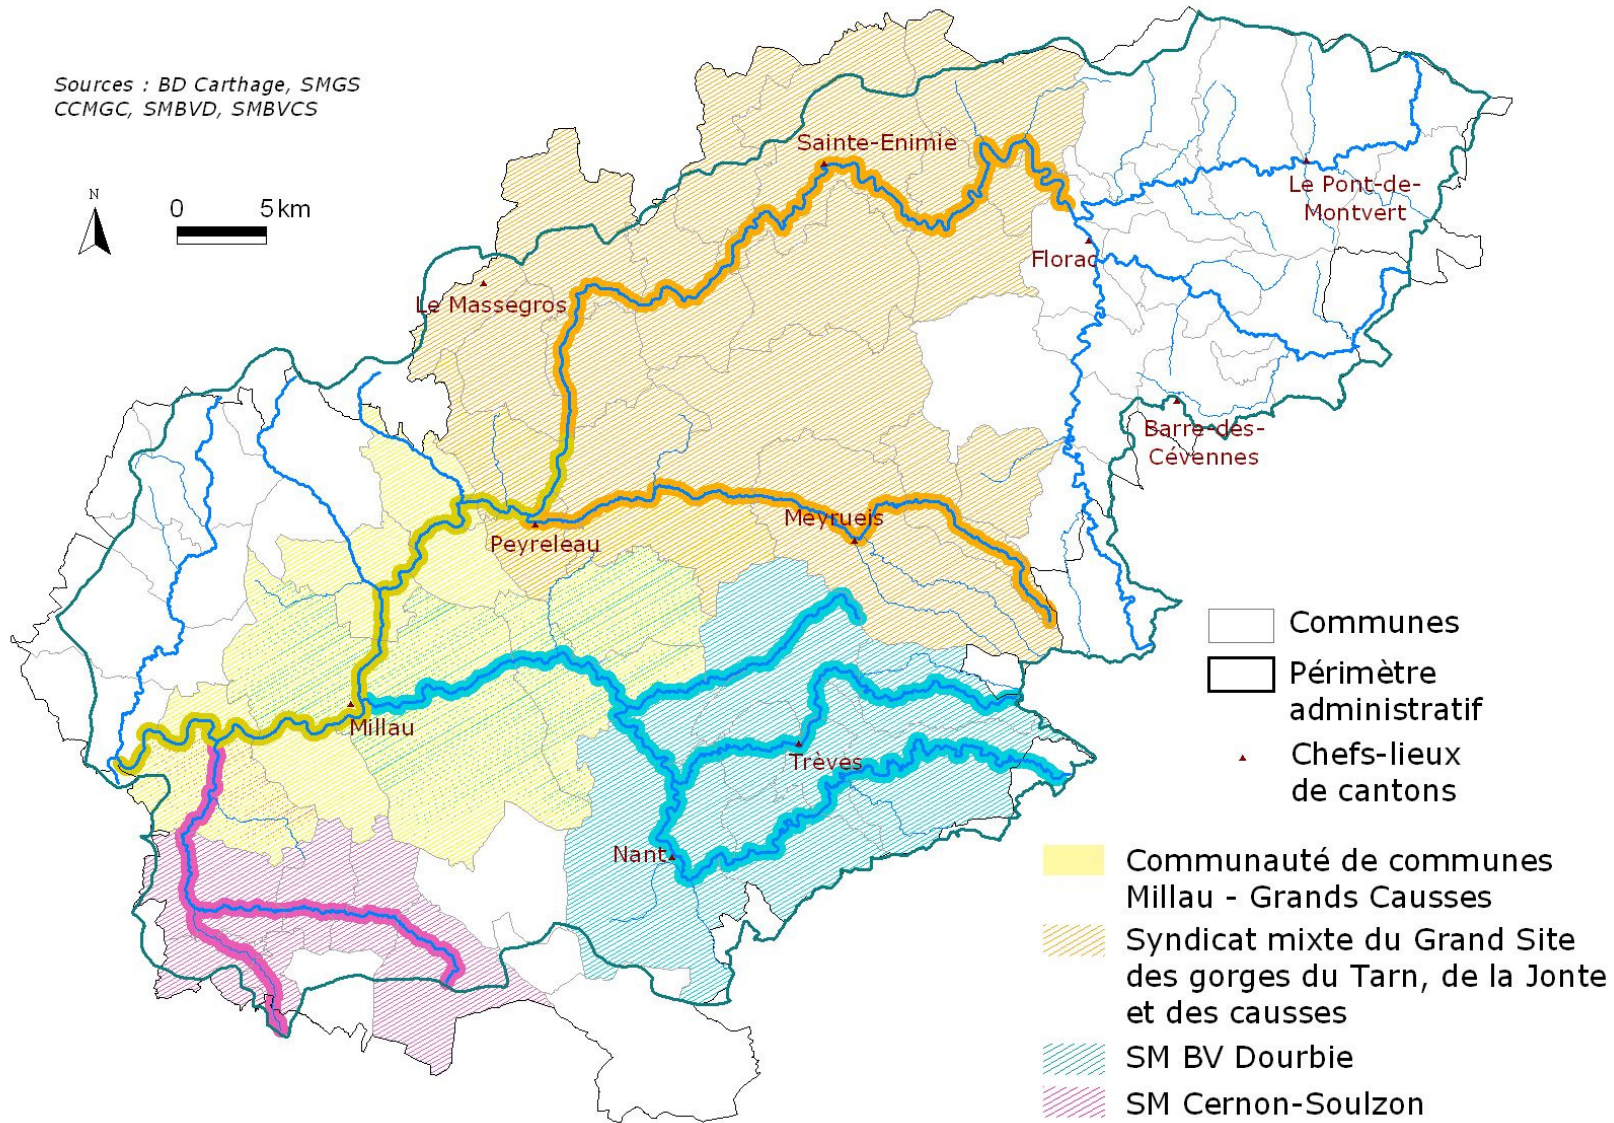 Sources : BD Carthage, SMGS
CCMGC, SMBVD, SMBVCS
N
0 5 km
Sainte-Enimie
Le Pont-de-
Montvert
Florac
Le Massegros
Barre-des-
Cévennes
Meyrueis
Peyreleau
Millau
Trèves
Nant
Communes
Périmètre
administratif
Chefs-lieux
de cantons
Communauté de communes
Millau - Grands Causses
Syndicat mixte du Grand Site
des gorges du Tarn, de la Jonte
et des causses
SM BV Dourbie
SM Cernon-Soulzon